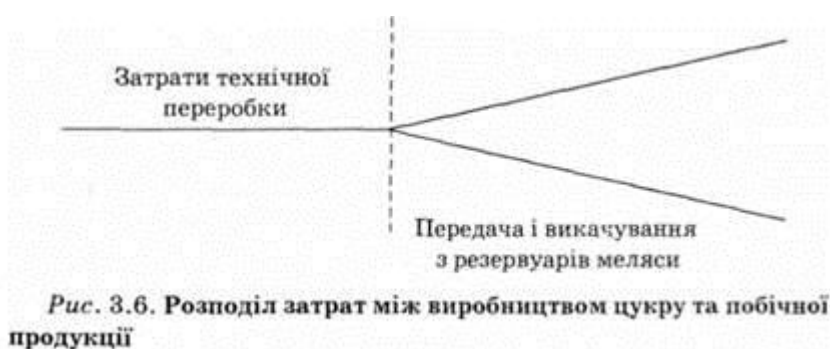 Затрати технічної
переробки
Передача і викачування
з резервуарів меляси
Рис. 3.6. Розподіл затрат між виробництвом цукру та побічної
продукції